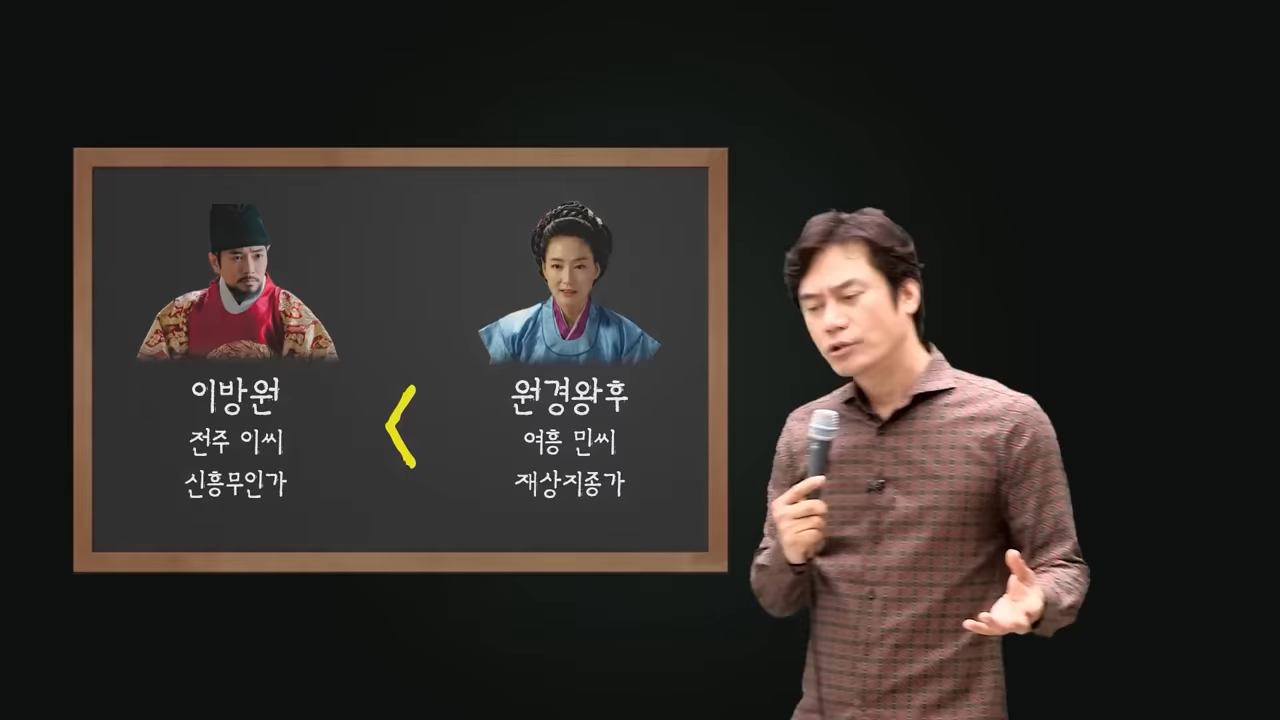 이방원
전주 이씨
신흥무인가
<
원경왕후
여흥 민씨
재상지종가